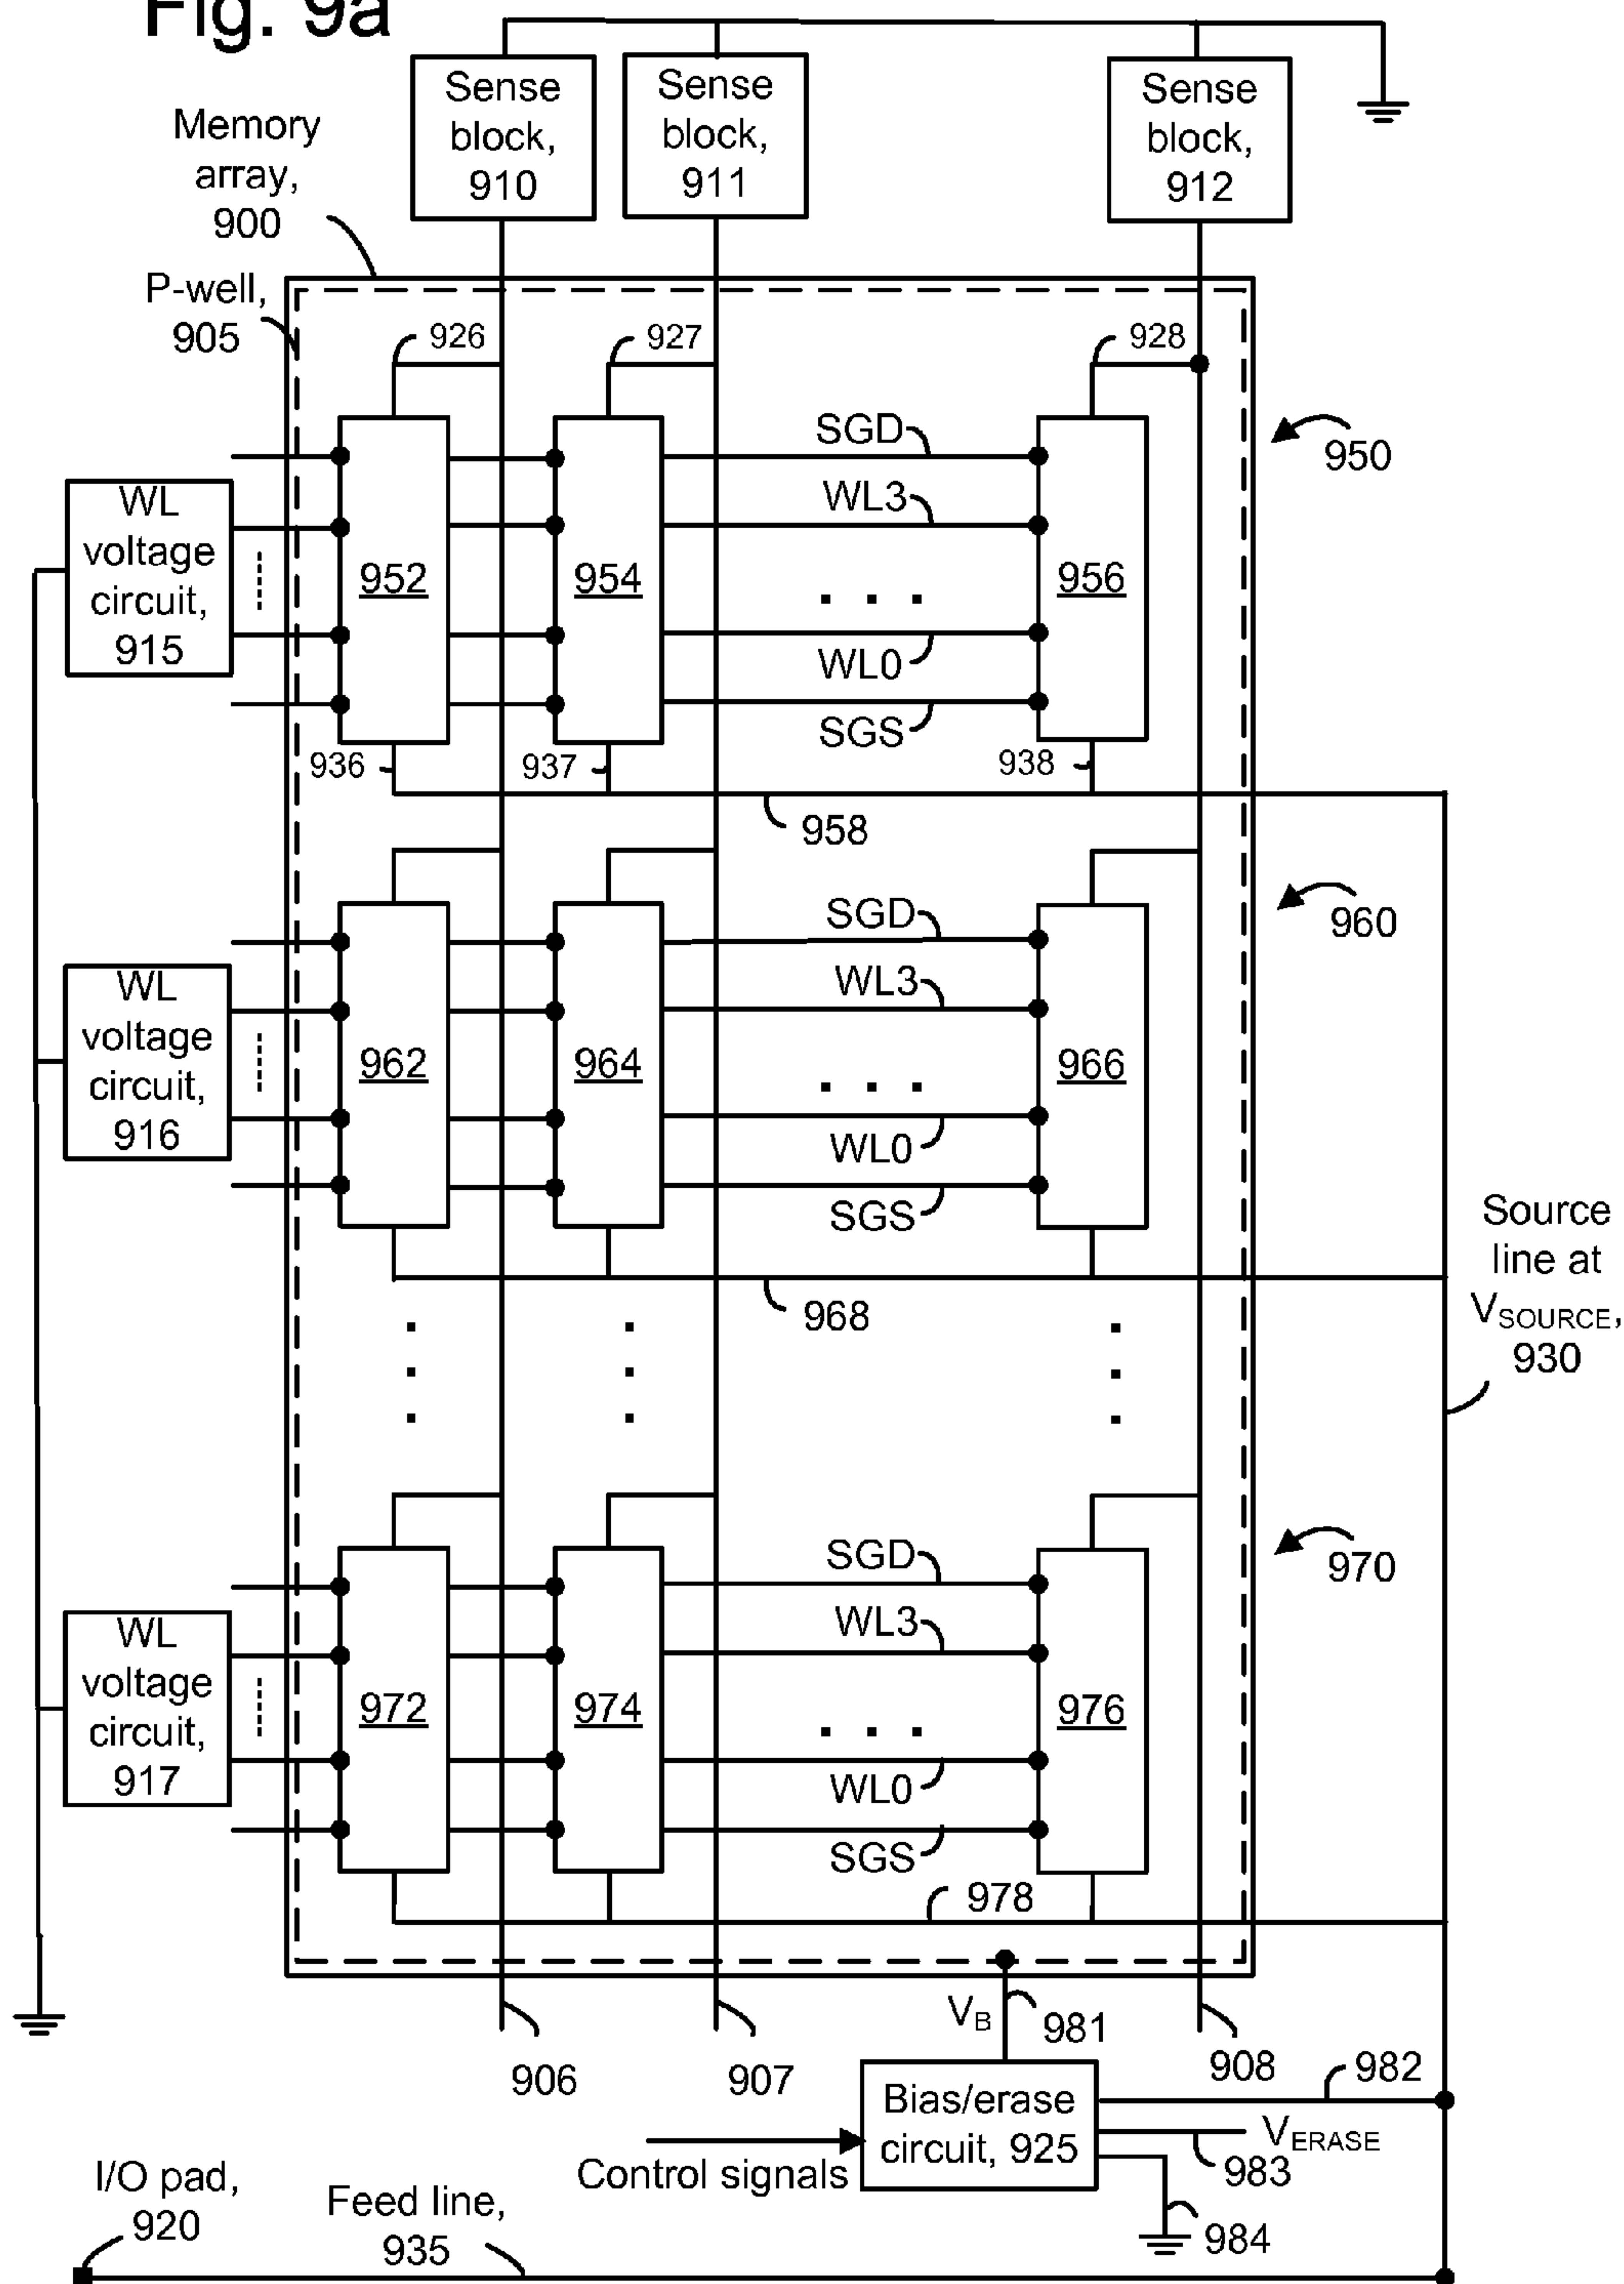 Fig. 9a
Sense
block,
910
Sense
block,
911
Sense
block,
912
Memory
array,
900
P-well,
905
926
927
928
SGD
950
WL3
WL
voltage
circuit,
915
952
954
. . .
956
WL0
SGS
936
937
938
958
SGD
960
WL3
WL
voltage
circuit,
916
962
964
. . .
966
WL0
SGS
968
Source
line at
VSOURCE,
930
SGD
970
WL3
WL
voltage
circuit,
917
972
974
. . .
976
WL0
SGS
978
VB
981
906
907
908
982
Bias/erase
circuit, 925
VERASE
983
Control signals
984
I/O pad,
920
Feed line,
935